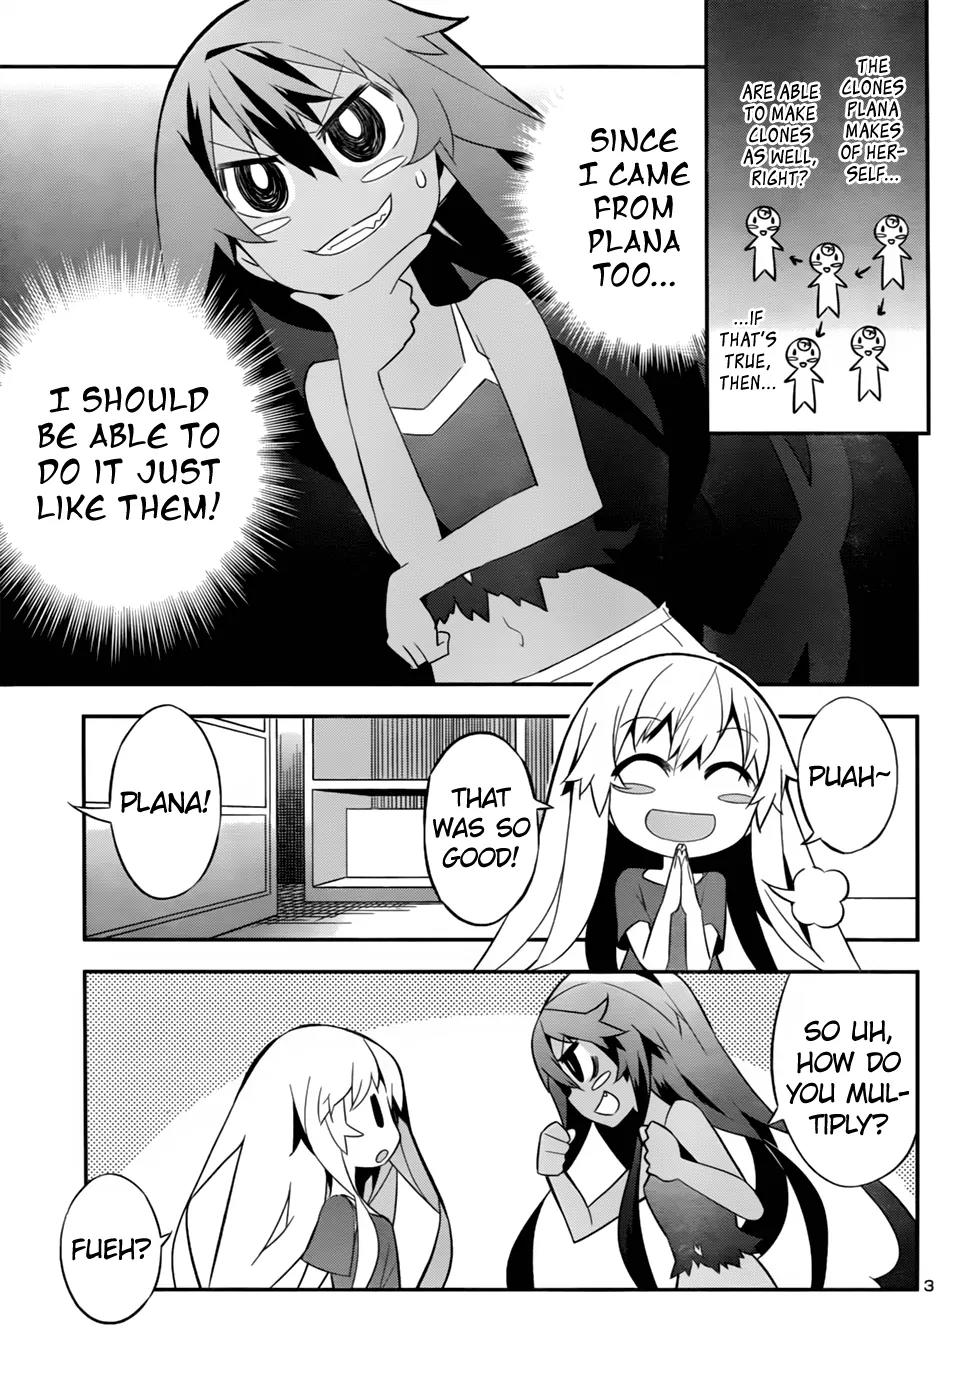 THE
CLONES
PLANA
MAKES
OF HER-
SELF...
ARE ABLE
TO MAKE
CLONES
AS WELL,
RIGHT?
...IF
THAT'S
TRUE,
THEN...
SINCE
I CAME
FROM
PLANA
TOO...
I SHOULD
BE ABLE TO
DO IT JUST
LIKE THEM!
PUAH~
THAT
WAS SO
GOOD!
PLANA!
SO UH,
HOW DO
YOU MUL-
TIPLY?
FUEH?
3